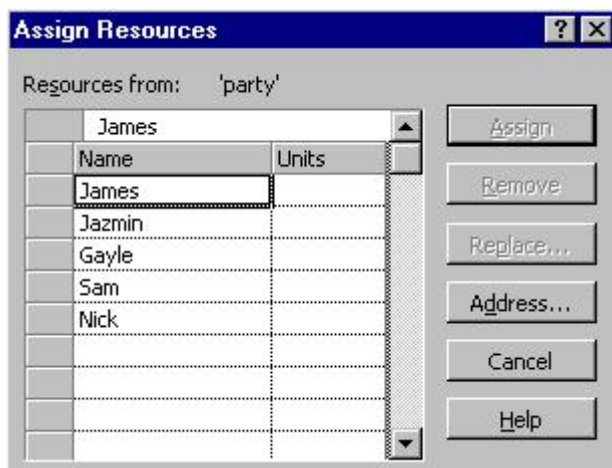 Assign Resources
? X
Resources from: 'party'
James
Name Units
James
Jazmin
Gayle
Sam
Nick
Assign
Remove
Replace...
Address...
Cancel
Help